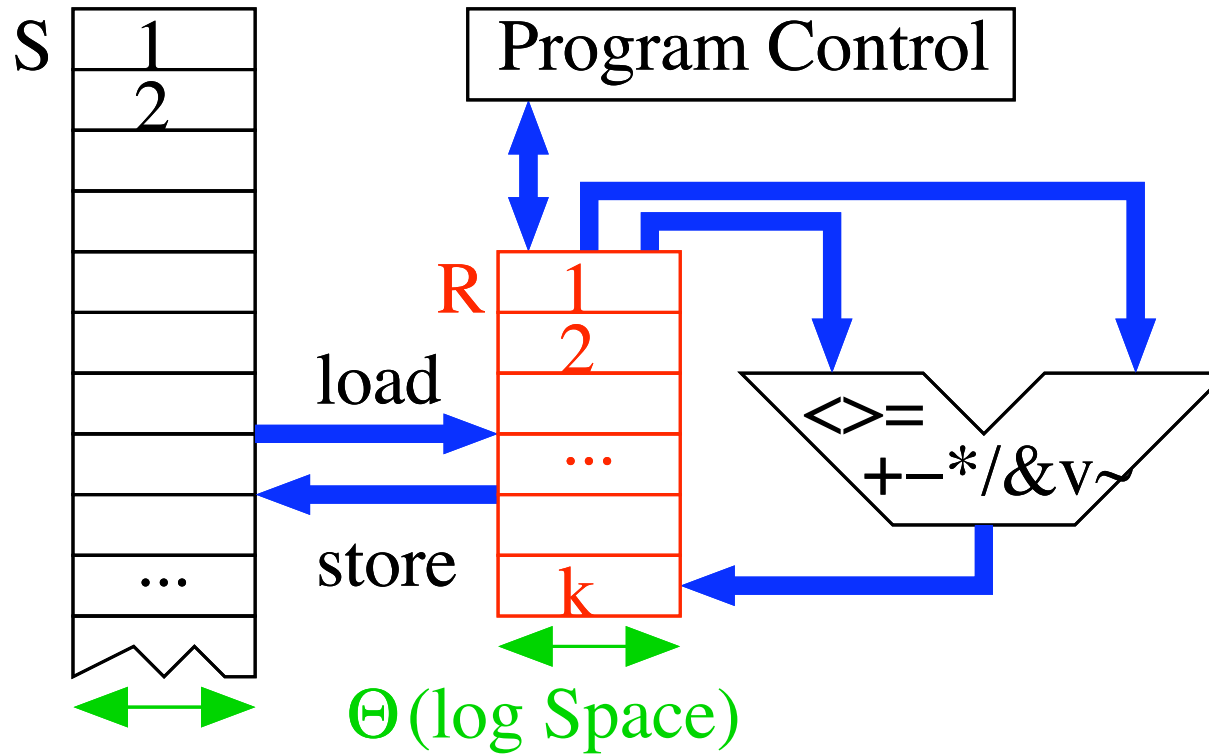 S
1
2
...
Program Control
R
1
2
...
k
load
store
<>=
+−*/&v~
Θ(log Space)